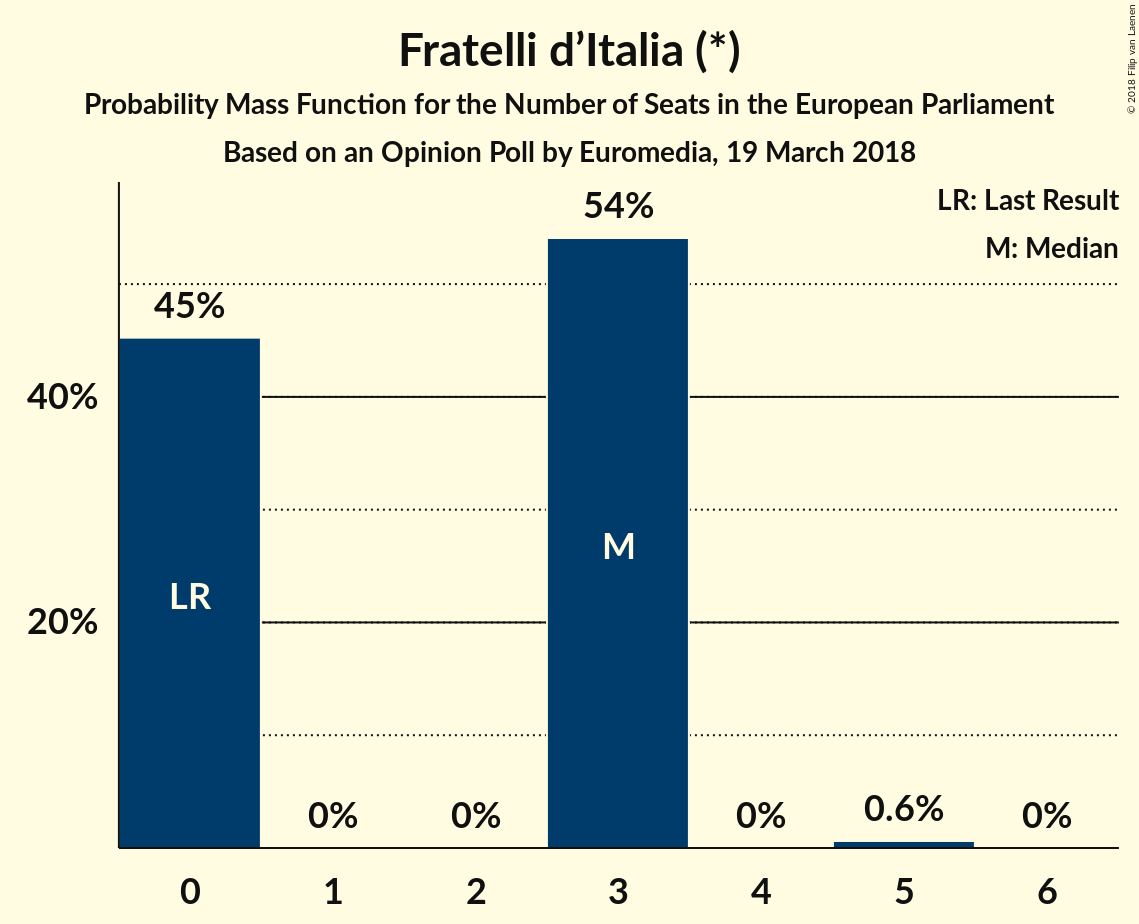 Fratelli d’Italia (*)
Probability Mass Function for the Number of Seats in the European Parliament
Based on an Opinion Poll by Euromedia, 19 March 2018
© 2018 Filip van Laenen
LR: Last Result
M: Median
54%
45%
40%
M
LR
20%
0%
0%
0%
0.6%
0%
0
1
2
3
4
5
6